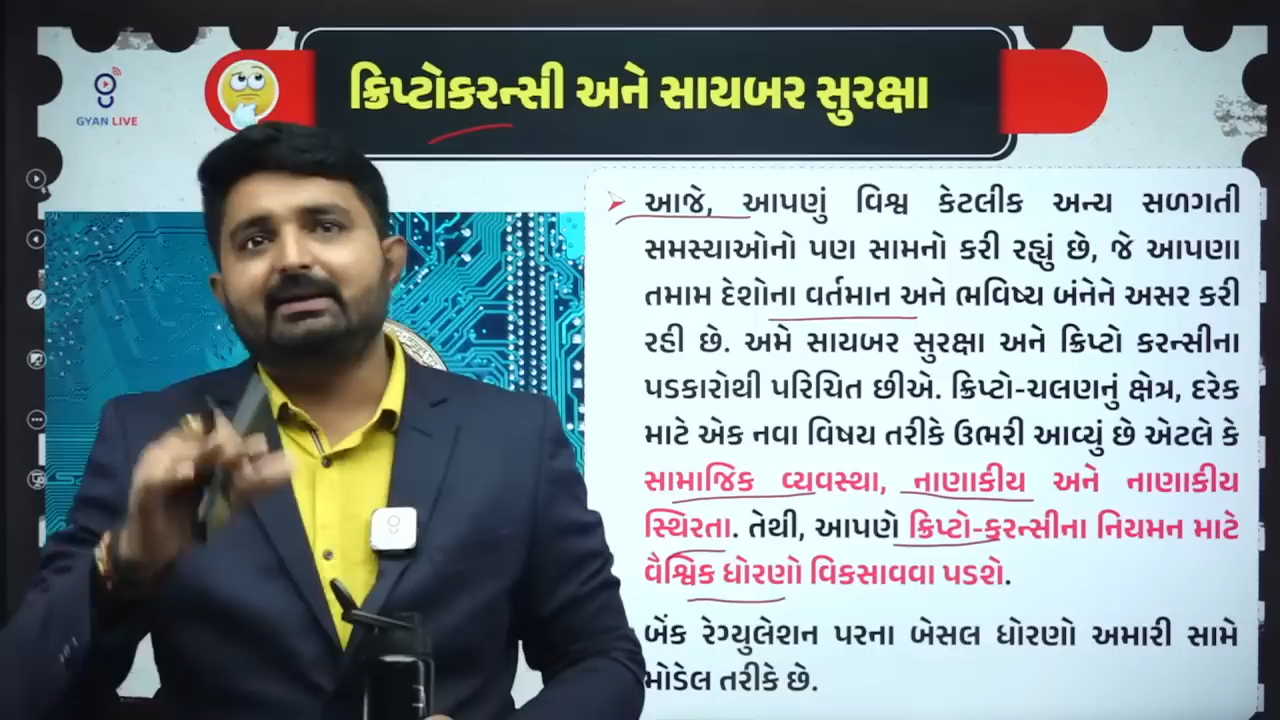 GYAN LIVE
ક્રિપ્ટોકરન્સી અને સાયબર સુરક્ષા
આજે, આપણું વિશ્વ કેટલીક અન્ય સળગતી
સમસ્યાઓનો પણ સામનો કરી રહ્યું છે, જે આપણા
તમામ દેશોના વર્તમાન અને ભવિષ્ય બંનેને અસર કરી
રહી છે. અમે સાયબર સુરક્ષા અને ક્રિપ્ટો કરન્સીના
પડકારોથી પરિચિત છીએ. ક્રિપ્ટો-ચલણનું ક્ષેત્ર, દરેક
માટે એક નવા વિષય તરીકે ઉભરી આવ્યું છે એટલે કે
સામાજિક વ્યવસ્થા, નાણાકીય અને નાણાકીય
સ્થિરતા. તેથી, આપણે ક્રિપ્ટો-કરન્સીના નિયમન માટે
વૈશ્વિક ધોરણો વિકસાવવા પડશે.
બેંક રેગ્યુલેશન પરના બેસલ ધોરણો અમારી સામે
મોડેલ તરીકે છે.